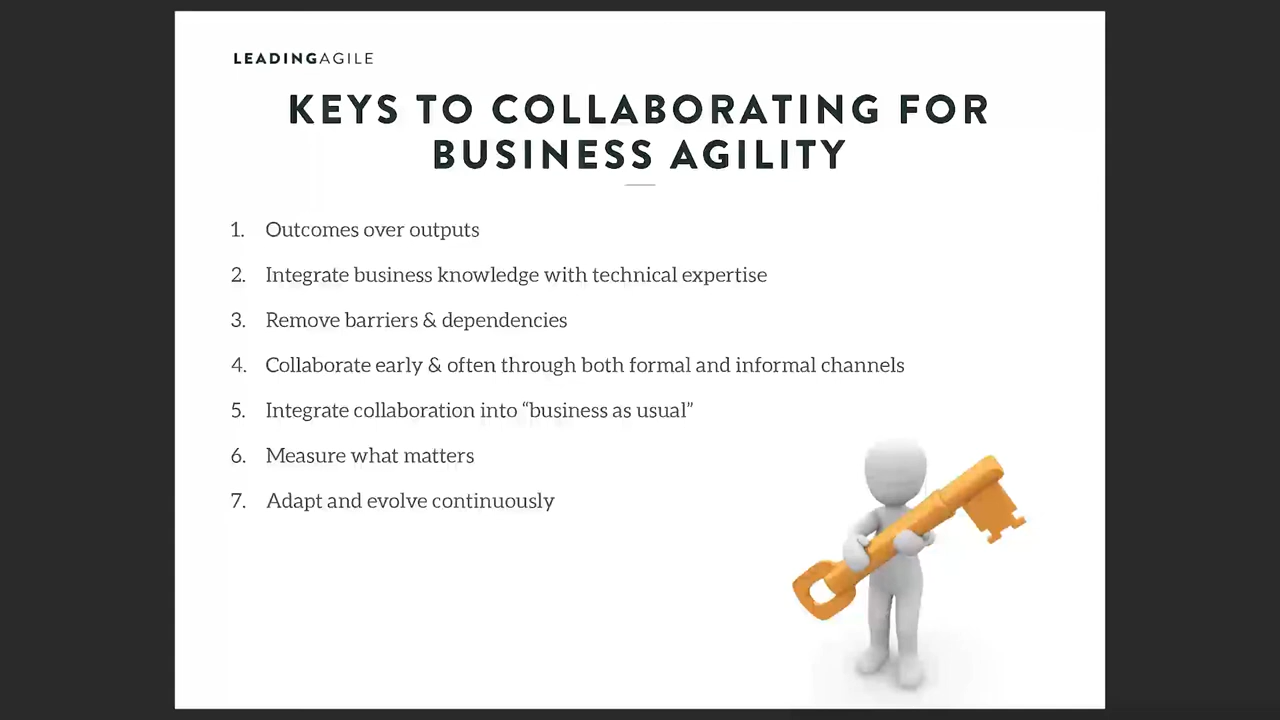 LEADINGAGILE
KEYS TO COLLABORATING FOR
BUSINESS AGILITY
1. Outcomes over outputs
2. Integrate business knowledge with technical expertise
3. Remove barriers & dependencies
4. Collaborate early & often through both formal and informal channels
5. Integrate collaboration into “business as usual”
6. Measure what matters
7. Adapt and evolve continuously